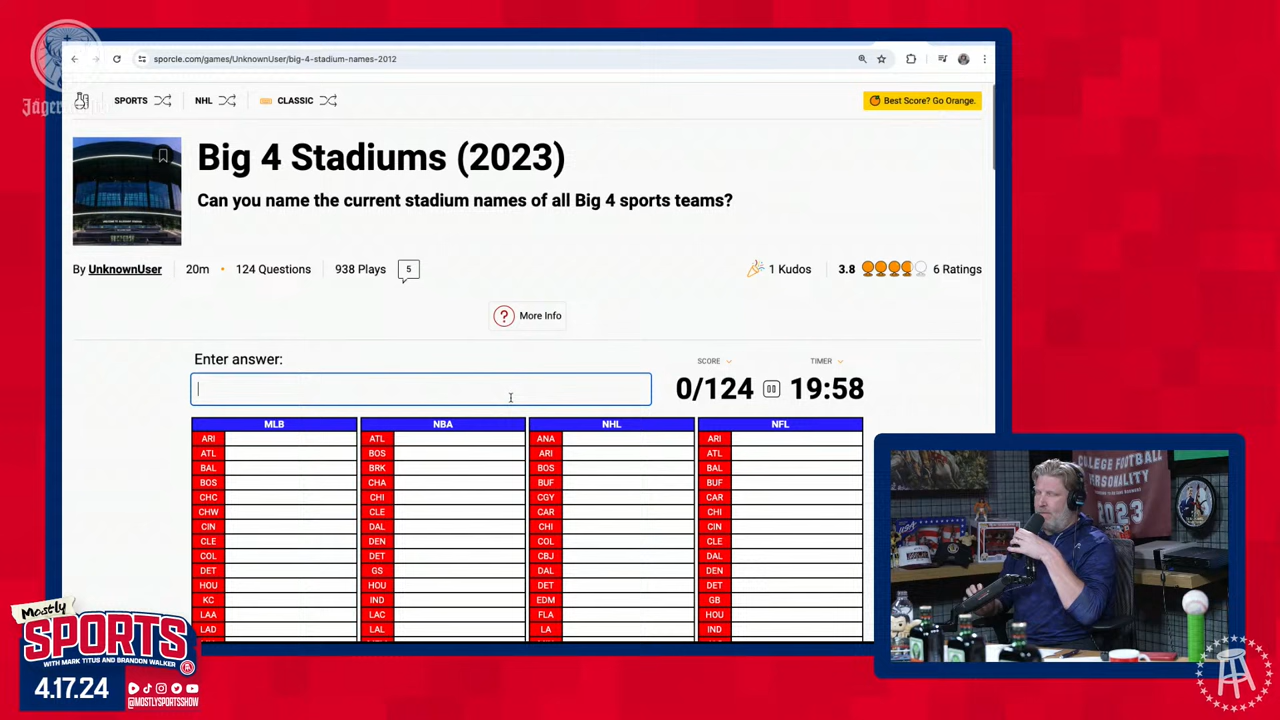 sporcle.com/games/UnknownUser/big-4-stadium-names-2012
SPORTS
NHL
CLASSIC
Best Score? Go Orange.
Big 4 Stadiums (2023)
Can you name the current stadium names of all Big 4 sports teams?
By UnknownUser
20m • 124 Questions
938 Plays
5
1 Kudos
3.8
6 Ratings
? More Info
Enter answer:
SCORE
TIMER
0/124
19:58
MLB NBA NHL NFL
ARI ATL ANA ARI
ATL BOS ARI ATL
BAL BRK BOS BAL
BOS CHA BUF BUF
CHC CHI CGY CAR
CHW CLE CAR CHI
CIN DAL CHI CIN
CLE DEN COL CLE
COL DET CBJ DAL
DET GS DAL DEN
HOU HOU DET DET
KC IND EDM GB
LAA LAC FLA HOU
LAD LAL LA IND
COLLEGE FOOTBALL
PERSONALITY
2023
Mostly
SPORTS
WITH MARK TITUS AND BRANDON WALKER
4.17.24
@MOSTLYSPORTSSHOW